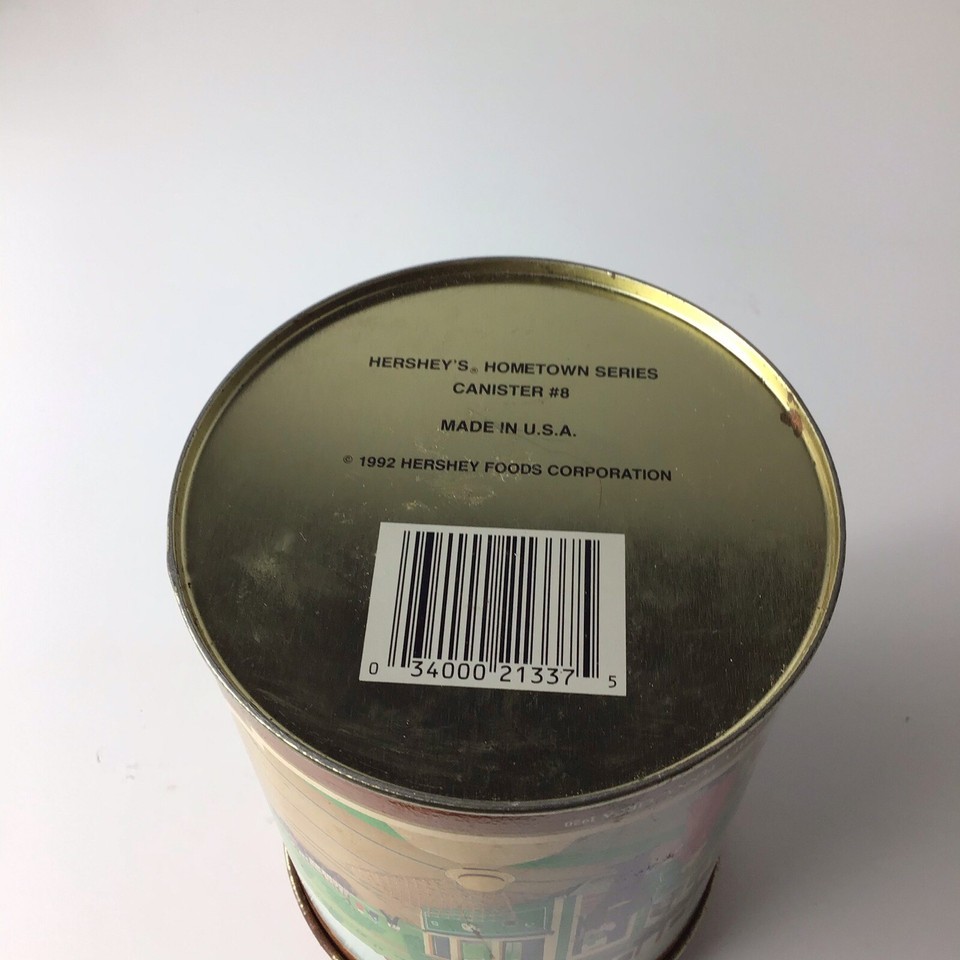 HERSHEY'S® HOMETOWN SERIES
CANISTER #8
MADE IN U.S.A.
© 1992 HERSHEY FOODS CORPORATION
0 34000 21337 5